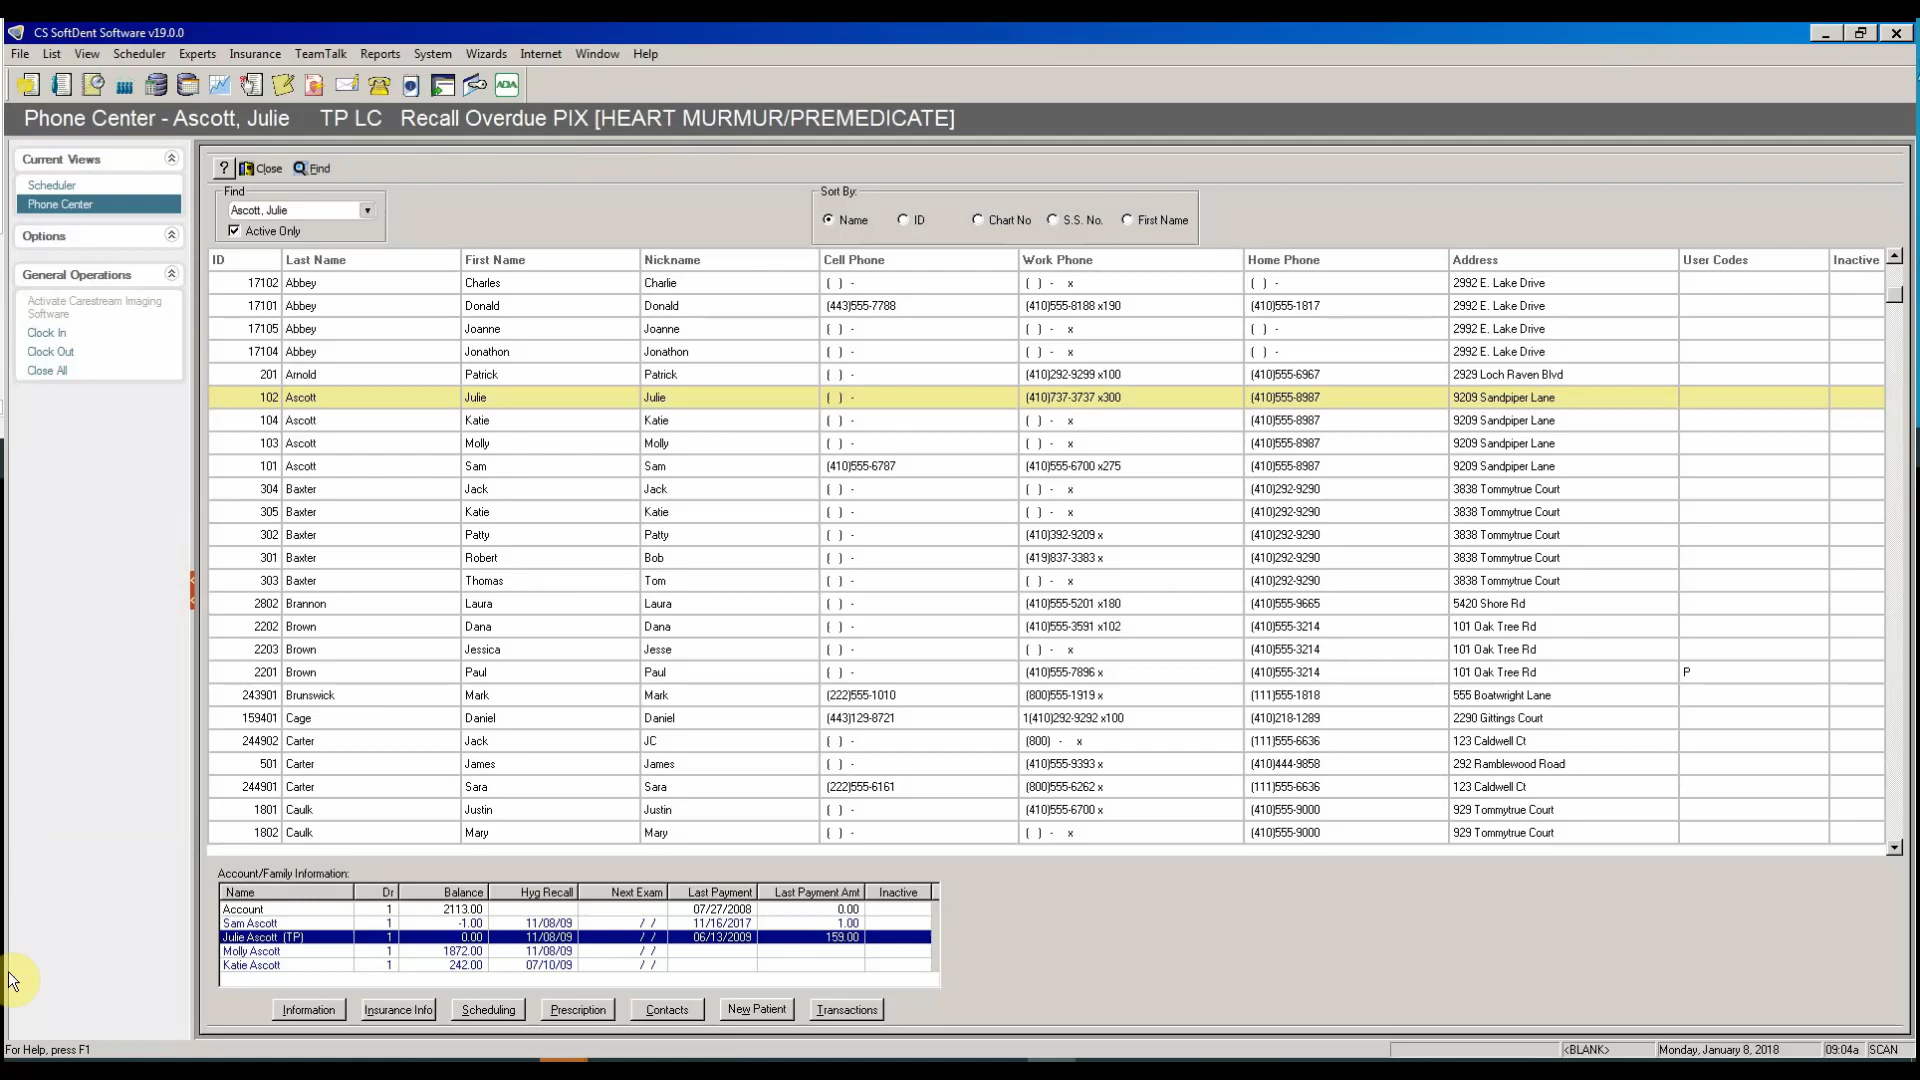 CS SoftDent Software v19.0.0
File List View Scheduler Experts Insurance TeamTalk Reports System Wizards Internet Window Help
ADA
Phone Center - Ascott, Julie TP LC Recall Overdue PIX [HEART MURMUR/PREMEDICATE]
Current Views
Scheduler
Phone Center
Options
General Operations
Activate Carestream Imaging
Software
Clock In
Clock Out
Close All
? Close Find
Find
Ascott, Julie
Active Only
Sort By:
Name ID Chart No S.S. No. First Name
ID Last Name First Name Nickname Cell Phone Work Phone Home Phone Address User Codes Inactive
17102 Abbey Charles Charlie ( ) - ( ) - x ( ) - 2992 E. Lake Drive
17101 Abbey Donald Donald (443)555-7788 (410)555-8188 x190 (410)555-1817 2992 E. Lake Drive
17105 Abbey Joanne Joanne ( ) - ( ) - x ( ) - 2992 E. Lake Drive
17104 Abbey Jonathon Jonathon ( ) - ( ) - x ( ) - 2992 E. Lake Drive
201 Arnold Patrick Patrick ( ) - (410)292-9299 x100 (410)555-6967 2929 Loch Raven Blvd
102 Ascott Julie Julie ( ) - (410)737-3737 x300 (410)555-8987 9209 Sandpiper Lane
104 Ascott Katie Katie ( ) - ( ) - x (410)555-8987 9209 Sandpiper Lane
103 Ascott Molly Molly ( ) - ( ) - x (410)555-8987 9209 Sandpiper Lane
101 Ascott Sam Sam (410)555-6787 (410)555-6700 x275 (410)555-8987 9209 Sandpiper Lane
304 Baxter Jack Jack ( ) - ( ) - x (410)292-9290 3838 Tommytrue Court
305 Baxter Katie Katie ( ) - ( ) - x (410)292-9290 3838 Tommytrue Court
302 Baxter Patty Patty ( ) - (410)392-9209 x (410)292-9290 3838 Tommytrue Court
301 Baxter Robert Bob ( ) - (419)837-3383 x (410)292-9290 3838 Tommytrue Court
303 Baxter Thomas Tom ( ) - ( ) - x (410)292-9290 3838 Tommytrue Court
2802 Brannon Laura Laura ( ) - (410)555-5201 x180 (410)555-9665 5420 Shore Rd
2202 Brown Dana Dana ( ) - (410)555-3591 x102 (410)555-3214 101 Oak Tree Rd
2203 Brown Jessica Jesse ( ) - ( ) - x (410)555-3214 101 Oak Tree Rd
2201 Brown Paul Paul ( ) - (410)555-7896 x (410)555-3214 101 Oak Tree Rd P
243901 Brunswick Mark Mark (222)555-1010 (800)555-1919 x (111)555-1818 555 Boatwright Lane
159401 Cage Daniel Daniel (443)129-8721 1(410)292-9292 x100 (410)218-1289 2290 Gittings Court
244902 Carter Jack JC ( ) - (800) - x (111)555-6636 123 Caldwell Ct
501 Carter James James ( ) - (410)555-9393 x (410)444-9858 292 Ramblewood Road
244901 Carter Sara Sara (222)555-6161 (800)555-6262 x (111)555-6636 123 Caldwell Ct
1801 Caulk Justin Justin ( ) - (410)555-6700 x (410)555-9000 929 Tommytrue Court
1802 Caulk Mary Mary ( ) - ( ) - x (410)555-9000 929 Tommytrue Court
Account/Family Information:
Name Dr Balance Hyg Recall Next Exam Last Payment Last Payment Amt Inactive
Account 1 2113.00 07/27/2008 0.00
Sam Ascott 1 -1.00 11/08/09 / / 11/16/2017 1.00
Julie Ascott (TP) 1 0.00 11/08/09 / / 06/13/2009 159.00
Molly Ascott 1 1872.00 11/08/09 / /
Katie Ascott 1 242.00 07/10/09 / /
Information Insurance Info Scheduling Prescription Contacts New Patient Transactions
For Help, press F1 <BLANK> Monday, January 8, 2018 09:04a SCAN